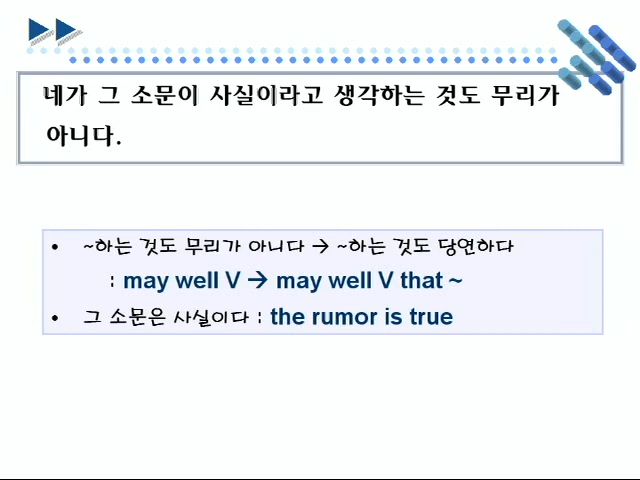 네가 그 소문이 사실이라고 생각하는 것도 무리가
아니다.
• ~하는 것도 무리가 아니다 → ~하는 것도 당연하다
: may well V → may well V that ~
• 그 소문은 사실이다 : the rumor is true